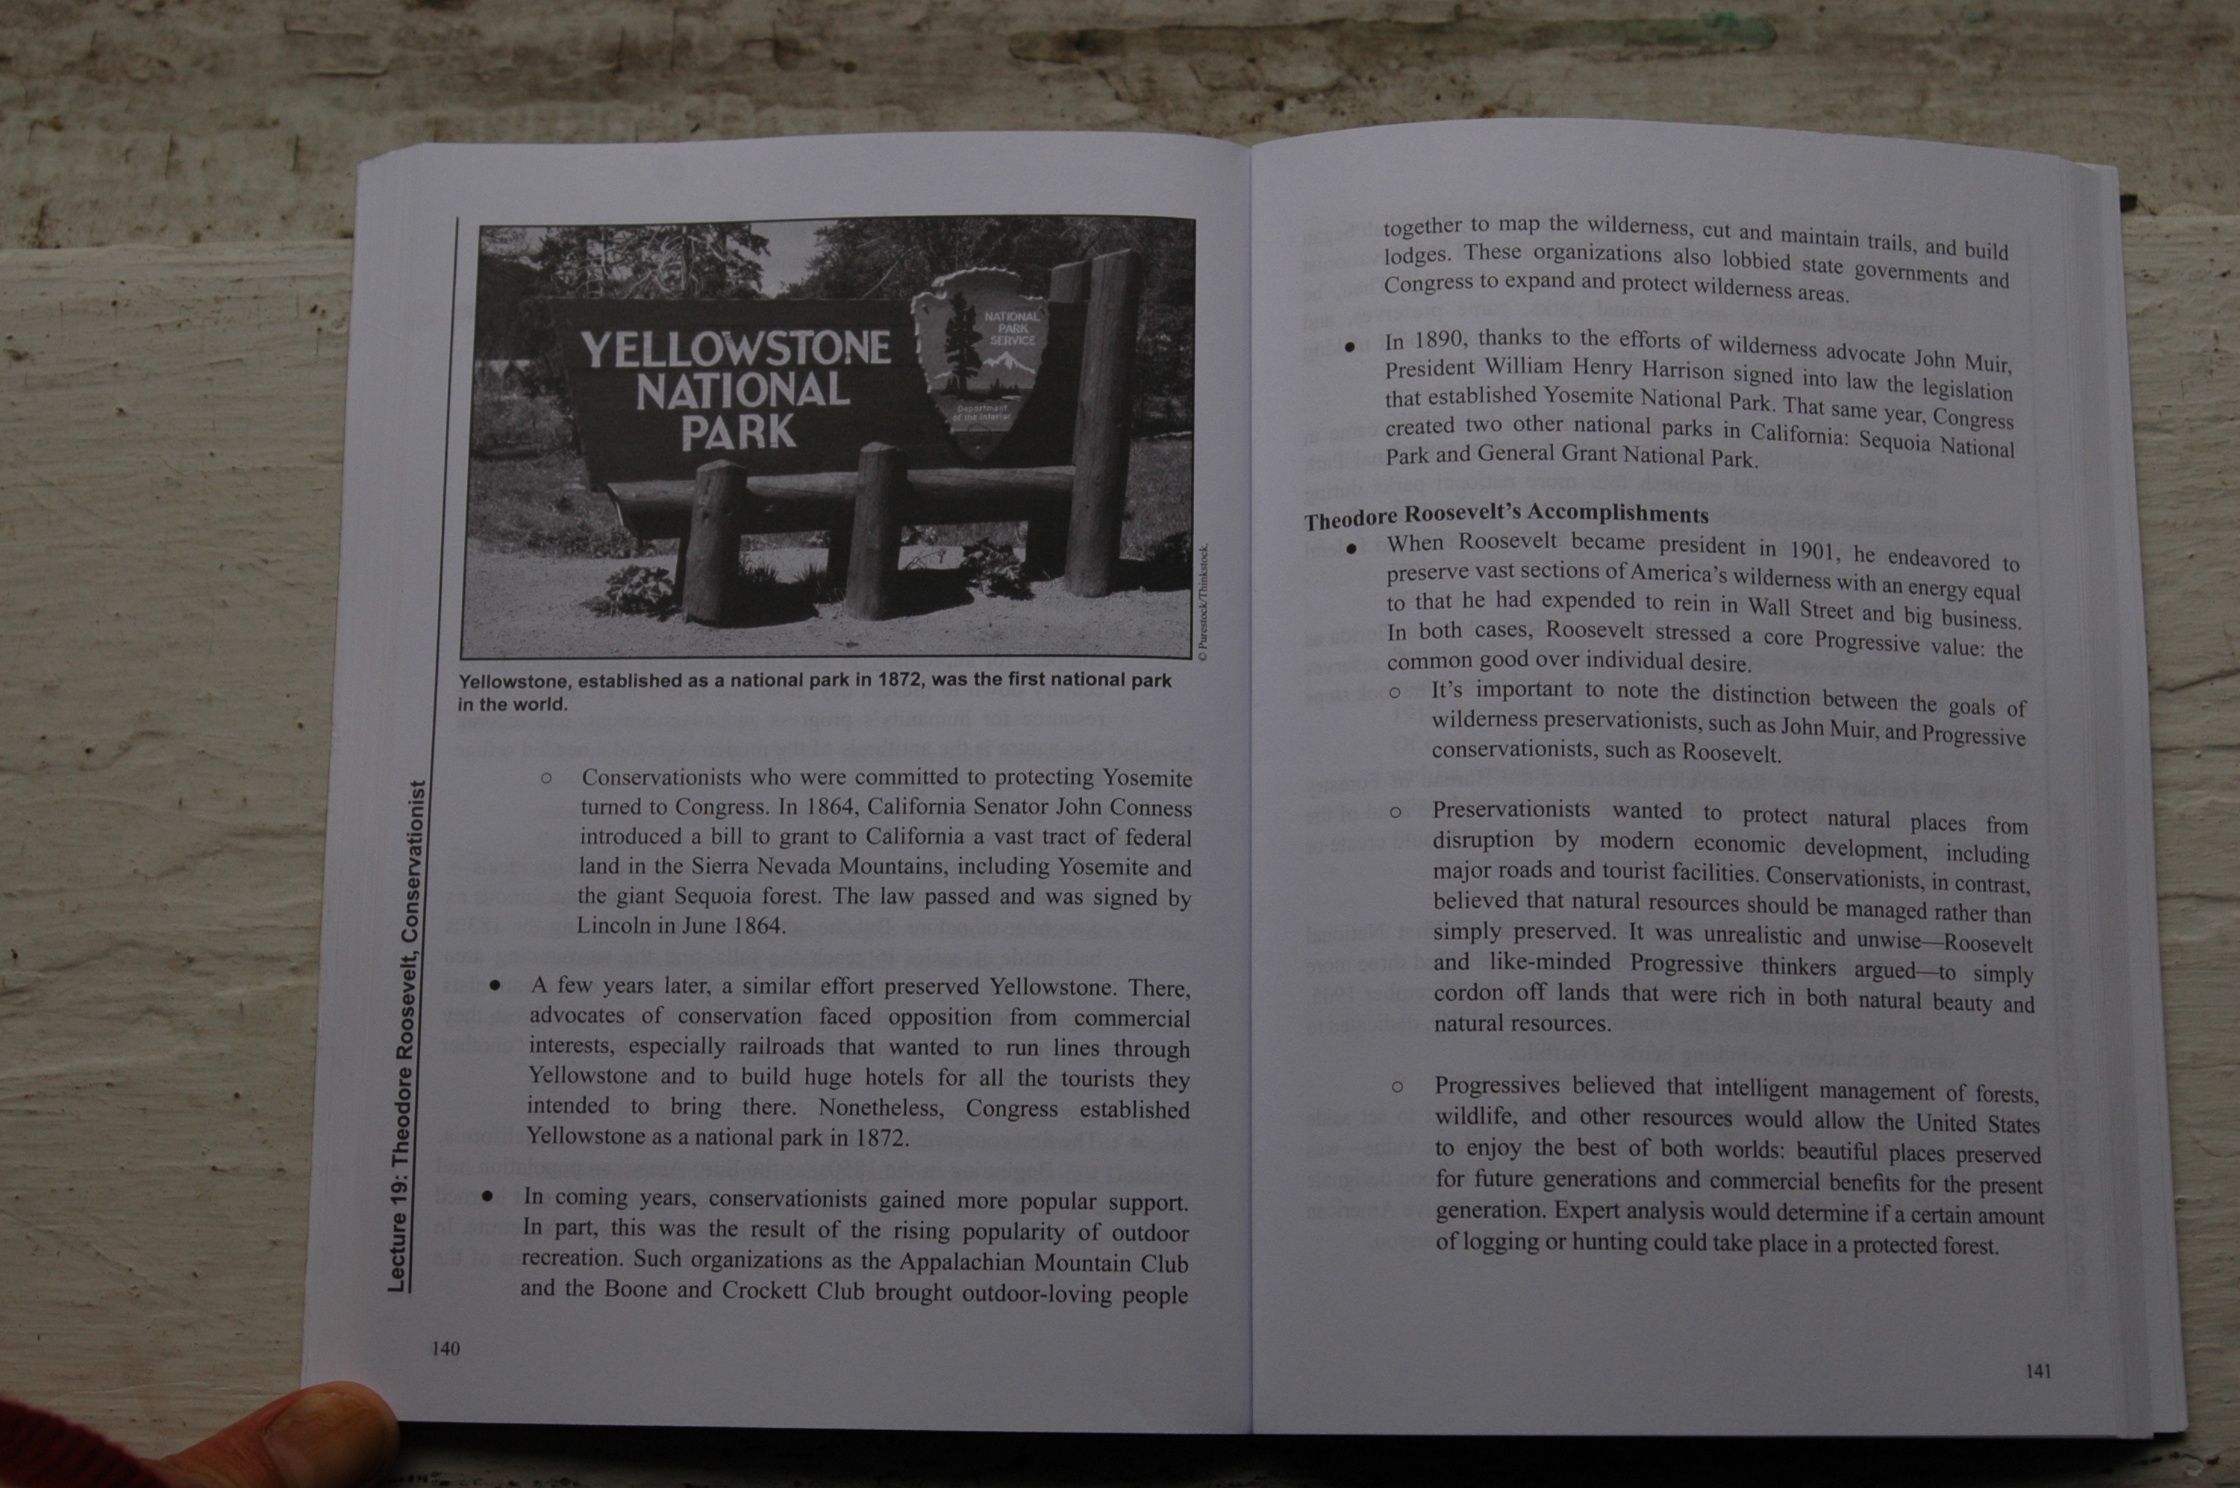 YELLOWSTONE
NATIONAL
PARK
NATIONAL
PARK
SERVICE
Department
of the Interior
© Purestock/Thinkstock.
Yellowstone, established as a national park in 1872, was the first national park
in the world.
○ Conservationists who were committed to protecting Yosemite
turned to Congress. In 1864, California Senator John Conness
introduced a bill to grant to California a vast tract of federal
land in the Sierra Nevada Mountains, including Yosemite and
the giant Sequoia forest. The law passed and was signed by
Lincoln in June 1864.
● A few years later, a similar effort preserved Yellowstone. There,
advocates of conservation faced opposition from commercial
interests, especially railroads that wanted to run lines through
Yellowstone and to build huge hotels for all the tourists they
intended to bring there. Nonetheless, Congress established
Yellowstone as a national park in 1872.
● In coming years, conservationists gained more popular support.
In part, this was the result of the rising popularity of outdoor
recreation. Such organizations as the Appalachian Mountain Club
and the Boone and Crockett Club brought outdoor-loving people
Lecture 19: Theodore Roosevelt, Conservationist
140
together to map the wilderness, cut and maintain trails, and build
lodges. These organizations also lobbied state governments and
Congress to expand and protect wilderness areas.
● In 1890, thanks to the efforts of wilderness advocate John Muir,
President William Henry Harrison signed into law the legislation
that established Yosemite National Park. That same year, Congress
created two other national parks in California: Sequoia National
Park and General Grant National Park.
Theodore Roosevelt's Accomplishments
● When Roosevelt became president in 1901, he endeavored to
preserve vast sections of America's wilderness with an energy equal
to that he had expended to rein in Wall Street and big business.
In both cases, Roosevelt stressed a core Progressive value: the
common good over individual desire.
○ It's important to note the distinction between the goals of
wilderness preservationists, such as John Muir, and Progressive
conservationists, such as Roosevelt.
○ Preservationists wanted to protect natural places from
disruption by modern economic development, including
major roads and tourist facilities. Conservationists, in contrast,
believed that natural resources should be managed rather than
simply preserved. It was unrealistic and unwise—Roosevelt
and like-minded Progressive thinkers argued—to simply
cordon off lands that were rich in both natural beauty and
natural resources.
○ Progressives believed that intelligent management of forests,
wildlife, and other resources would allow the United States
to enjoy the best of both worlds: beautiful places preserved
for future generations and commercial benefits for the present
generation. Expert analysis would determine if a certain amount
of logging or hunting could take place in a protected forest.
141